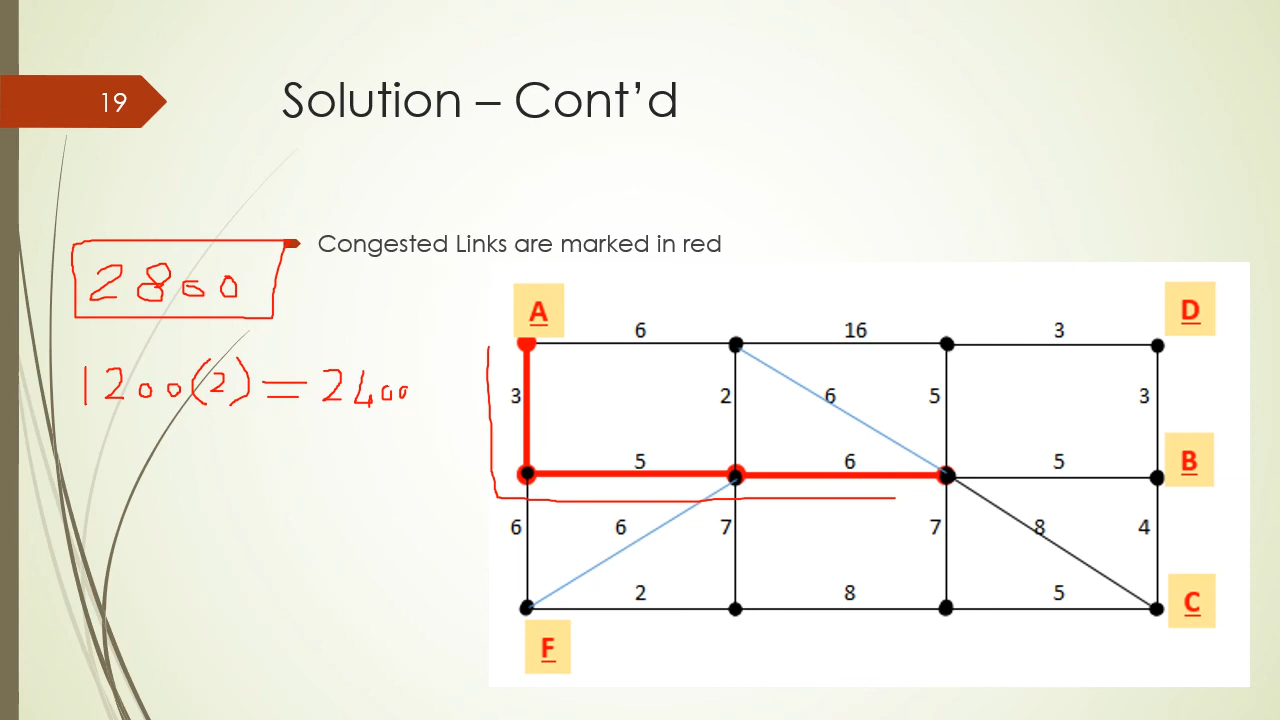 19
Solution – Cont'd
Congested Links are marked in red
2800
1200(2) = 2400
A
D
6 16 3
3 2 6 5 3
5 6 5
B
6 6 7 7 8 4
2 8 5
C
F